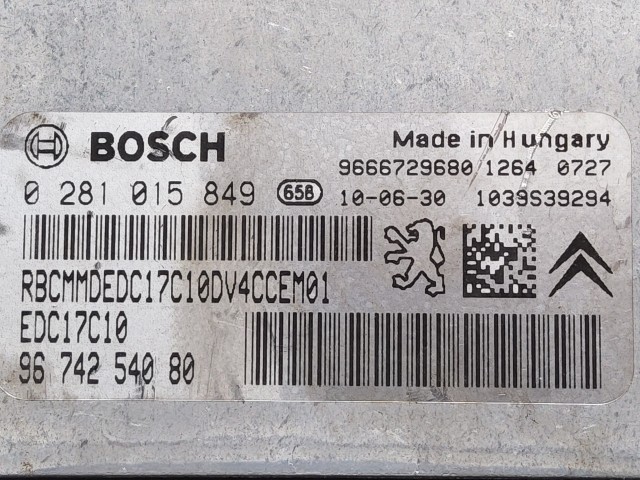 BOSCH
Made in Hungary
9666729680 1264 0727
0 281 015 849 658 10-06-30 1039S39294
RBCMMDEDC17C10DV4CCEM01
EDC17C10
96 742 540 80